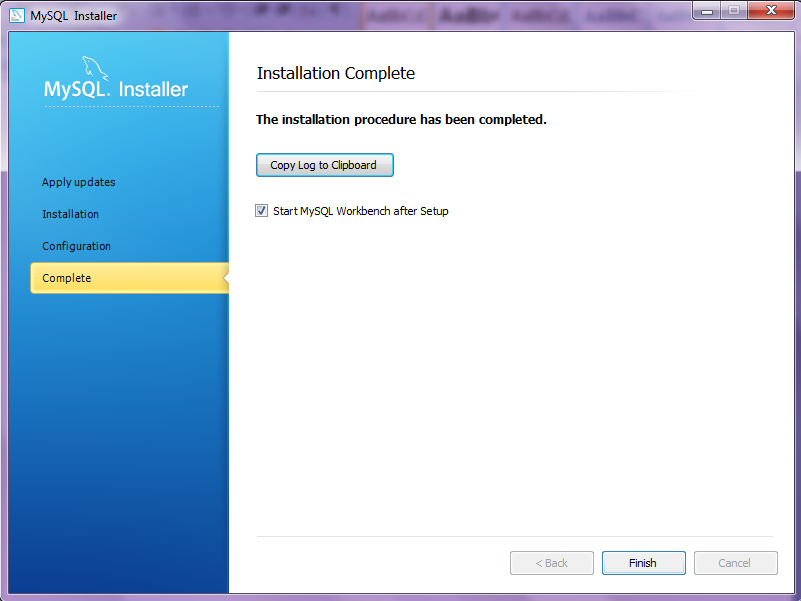 MySQL Installer
MySQL. Installer
Apply updates
Installation
Configuration
Complete
Installation Complete
The installation procedure has been completed.
Copy Log to Clipboard
Start MySQL Workbench after Setup
< Back
Finish
Cancel